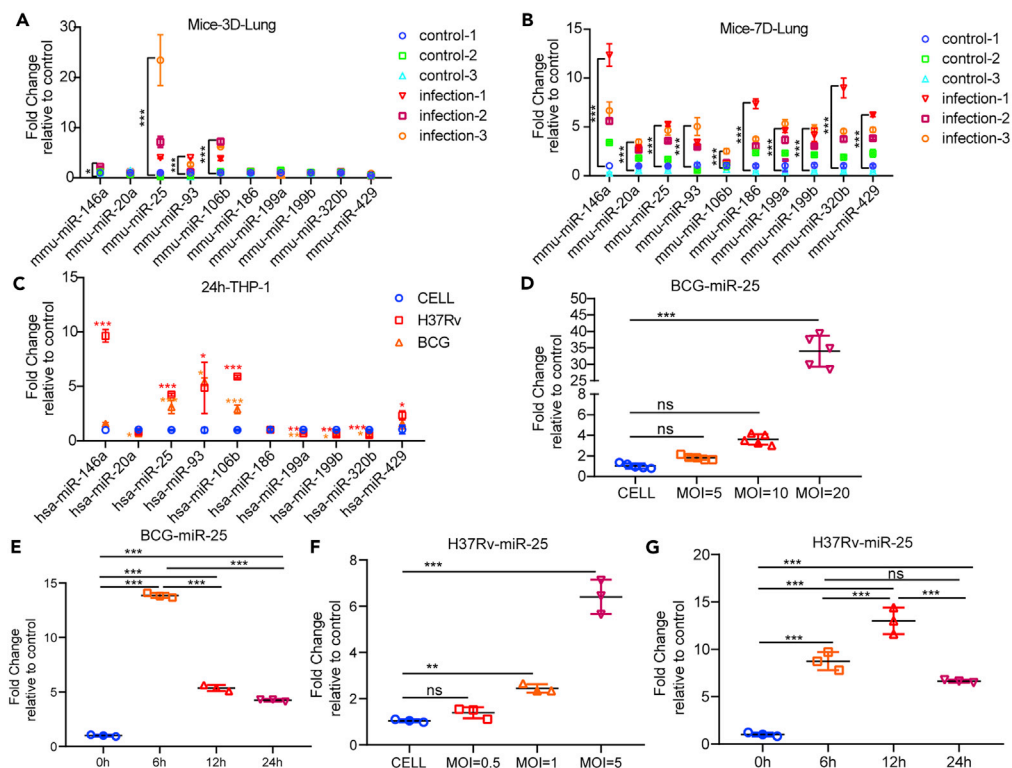 A
Mice-3D-Lung
Fold Change
relative to control
30
20
10
0
***
*
***
***
control-1
control-2
control-3
infection-1
infection-2
infection-3
mmu-miR-146a
mmu-miR-20a
mmu-miR-25
mmu-miR-93
mmu-miR-106b
mmu-miR-186
mmu-miR-199a
mmu-miR-199b
mmu-miR-320b
mmu-miR-429
B
Mice-7D-Lung
Fold Change
relative to control
15
10
5
0
***
***
***
***
***
***
***
***
***
***
control-1
control-2
control-3
infection-1
infection-2
infection-3
mmu-miR-146a
mmu-miR-20a
mmu-miR-25
mmu-miR-93
mmu-miR-106b
mmu-miR-186
mmu-miR-199a
mmu-miR-199b
mmu-miR-320b
mmu-miR-429
C
24h-THP-1
Fold Change
relative to control
15
10
5
0
***
*
***
***
*
*
***
***
**
**
**
*
***
*
*
CELL
H37Rv
BCG
hsa-miR-146a
hsa-miR-20a
hsa-miR-25
hsa-miR-93
hsa-miR-106b
hsa-miR-186
hsa-miR-199a
hsa-miR-199b
hsa-miR-320b
hsa-miR-429
D
BCG-miR-25
Fold Change
relative to control
50
45
40
35
30
25
6
4
2
0
***
ns
ns
CELL MOI=5 MOI=10 MOI=20
E
BCG-miR-25
Fold Change
relative to control
15
10
5
0
***
***
***
***
***
0h 6h 12h 24h
F
H37Rv-miR-25
Fold Change
relative to control
8
6
4
2
0
***
**
ns
CELL MOI=0.5 MOI=1 MOI=5
G
H37Rv-miR-25
Fold Change
relative to control
20
15
10
5
0
***
ns
***
***
***
***
0h 6h 12h 24h